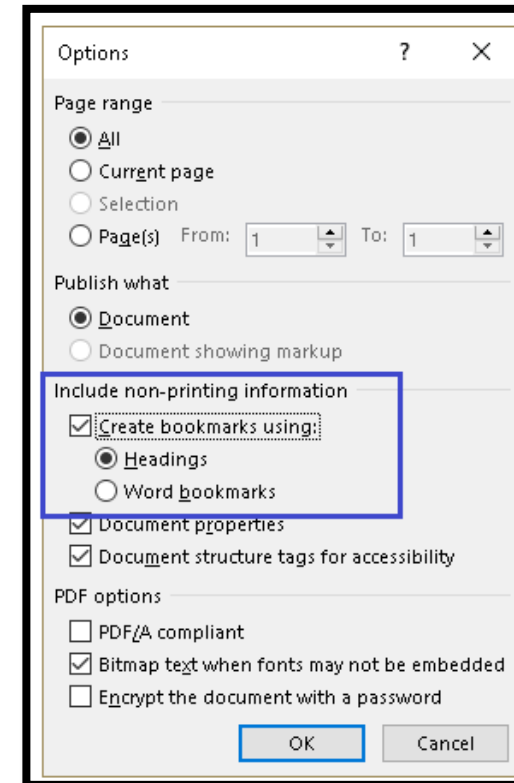 Options ?
Page range
All
Current page
Selection
Page(s) From: 1 To: 1
Publish what
Document
Document showing markup
Include non-printing information
Create bookmarks using:
Headings
Word bookmarks
Document properties
Document structure tags for accessibility
PDF options
PDF/A compliant
Bitmap text when fonts may not be embedded
Encrypt the document with a password
OK Cancel